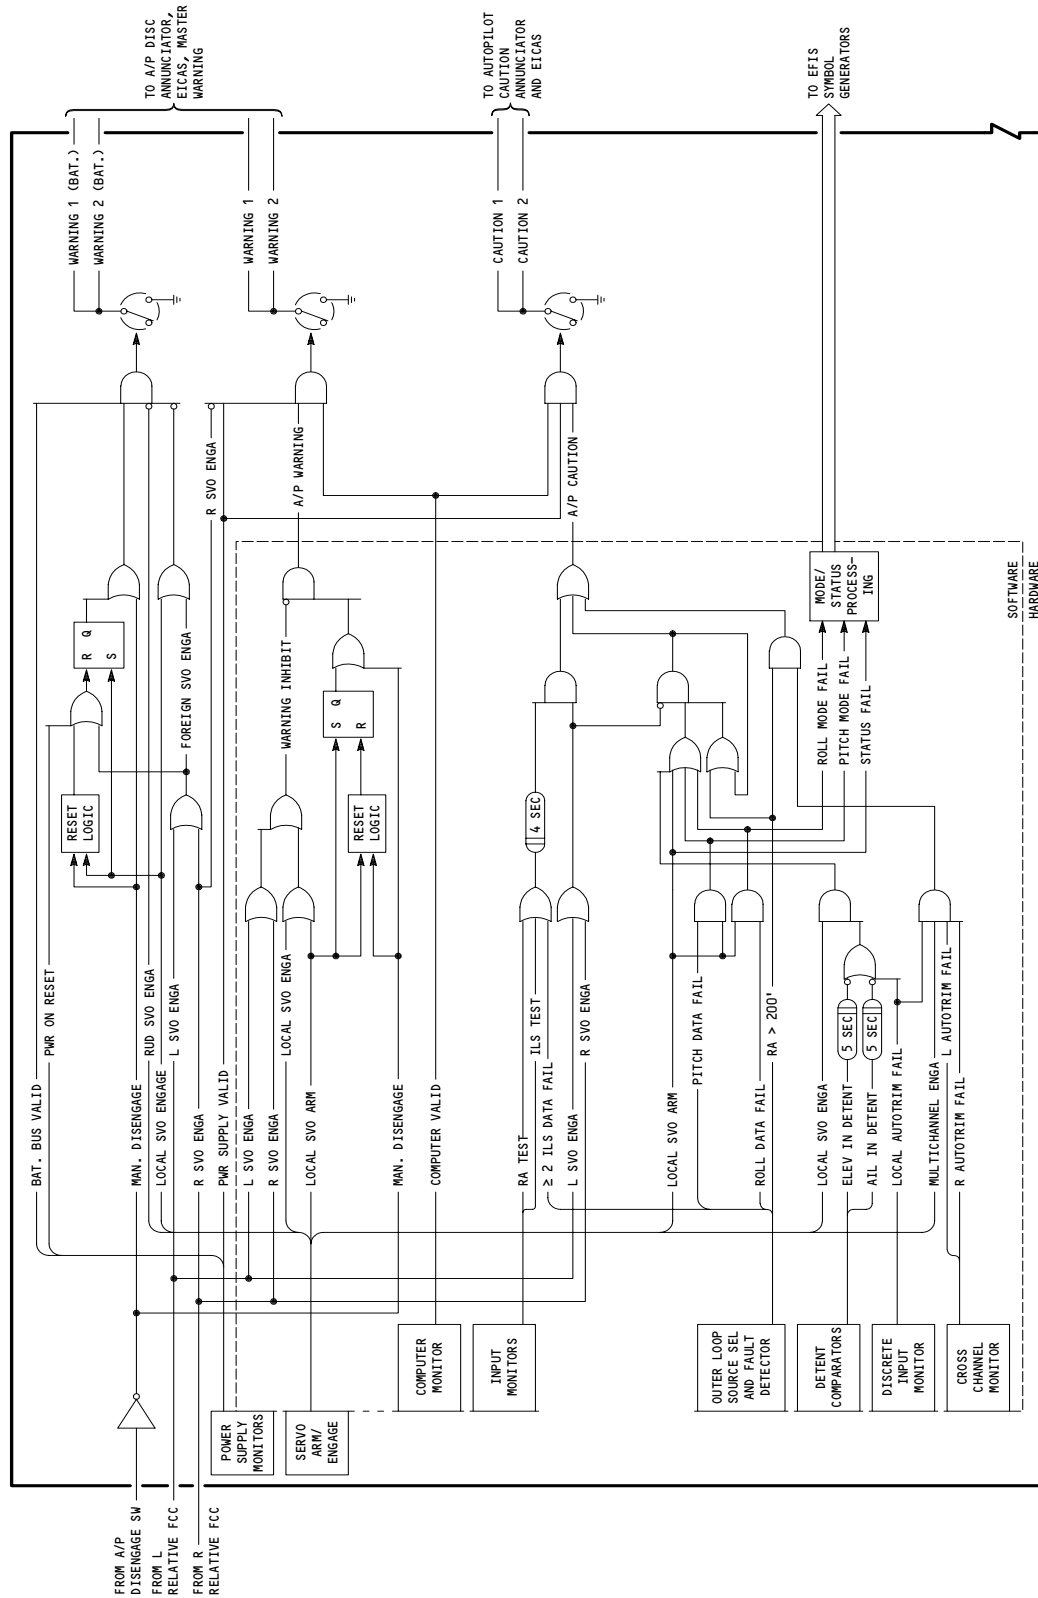 FROM A/P
DISENGAGE SW
FROM L
RELATIVE FCC
FROM R
RELATIVE FCC
POWER
SUPPLY
MONITORS
SERVO
ARM/
ENGAGE
COMPUTER
MONITOR
INPUT
MONITORS
OUTER LOOP
SOURCE SEL
AND FAULT
DETECTOR
DETENT
COMPARATORS
DISCRETE
INPUT
MONITOR
CROSS
CHANNEL
MONITOR
BAT. BUS VALID
PWR ON RESET
MAN. DISENGAGE
RUD SVO ENGA
LOCAL SVO ENGAGE
L SVO ENGA
R SVO ENGA
PWR SUPPLY VALID
L SVO ENGA
R SVO ENGA
LOCAL SVO ENGA
LOCAL SVO ARM
MAN. DISENGAGE
COMPUTER VALID
RA TEST
ILS TEST
≥ 2 ILS DATA FAIL
L SVO ENGA
R SVO ENGA
LOCAL SVO ARM
PITCH DATA FAIL
ROLL DATA FAIL
RA > 200'
LOCAL SVO ENGA
ELEV IN DETENT
5 SEC
AIL IN DETENT
5 SEC
LOCAL AUTOTRIM FAIL
MULTICHANNEL ENGA
L AUTOTRIM FAIL
R AUTOTRIM FAIL
RESET
LOGIC
R Q
S
FOREIGN SVO ENGA
R SVO ENGA
WARNING INHIBIT
S Q
R
RESET
LOGIC
4 SEC
A/P WARNING
A/P CAUTION
ROLL MODE FAIL
PITCH MODE FAIL
STATUS FAIL
MODE/
STATUS
PROCESS-
ING
SOFTWARE
HARDWARE
WARNING 1 (BAT.)
WARNING 2 (BAT.)
WARNING 1
WARNING 2
CAUTION 1
CAUTION 2
TO A/P DISC
ANNUNCIATOR,
EICAS, MASTER
WARNING
TO AUTOPILOT
CAUTION
ANNUNCIATOR
AND EICAS
TO EFIS
SYMBOL
GENERATORS